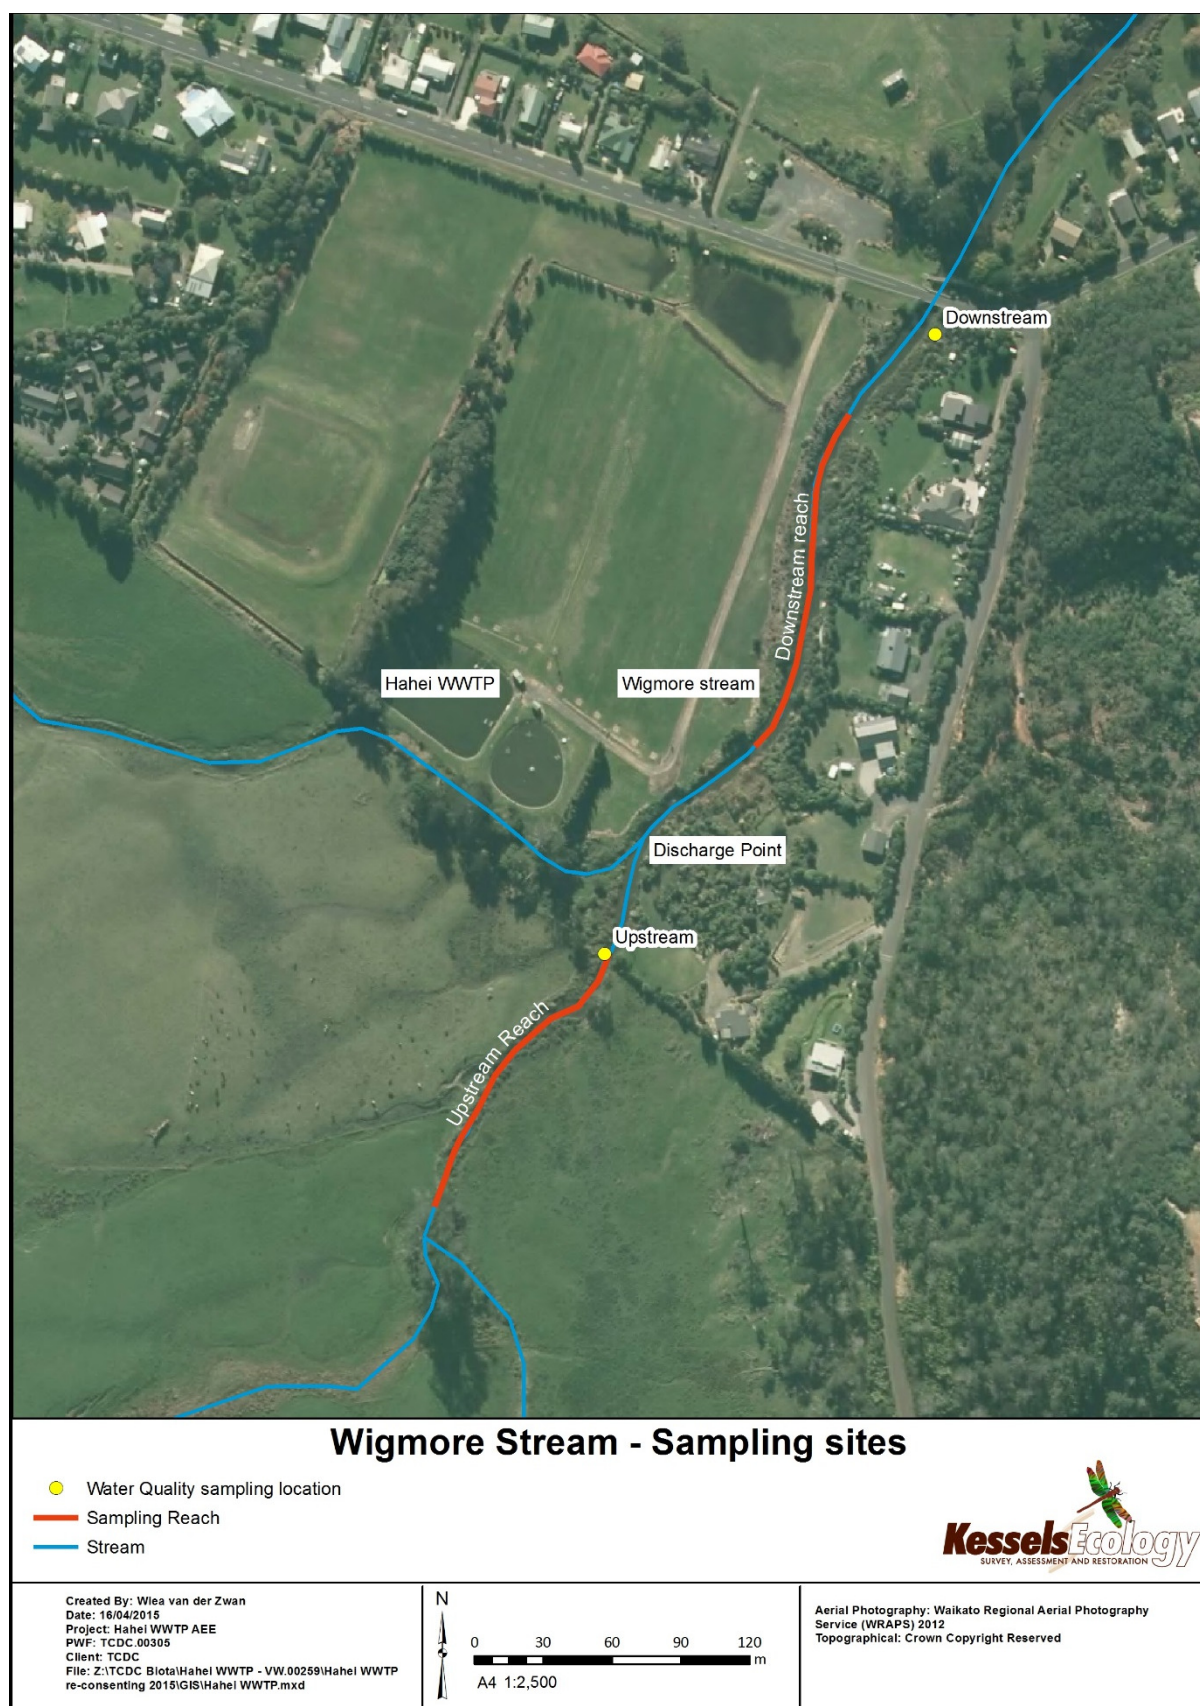 Downstream
Downstream reach
Hahei WWTP
Wigmore stream
Discharge Point
Upstream
Upstream Reach
Wigmore Stream - Sampling sites
Water Quality sampling location
Sampling Reach
Stream
KesselsEcology
SURVEY, ASSESSMENT AND RESTORATION
Created By: Wiea van der Zwan
Date: 16/04/2015
Project: Hahei WWTP AEE
PWF: TCDC.00305
Client: TCDC
File: Z:\TCDC Biota\Hahei WWTP - VW.00259\Hahei WWTP
re-consenting 2015\GIS\Hahei WWTP.mxd
N
0 30 60 90 120
m
A4 1:2,500
Aerial Photography: Waikato Regional Aerial Photography
Service (WRAPS) 2012
Topographical: Crown Copyright Reserved